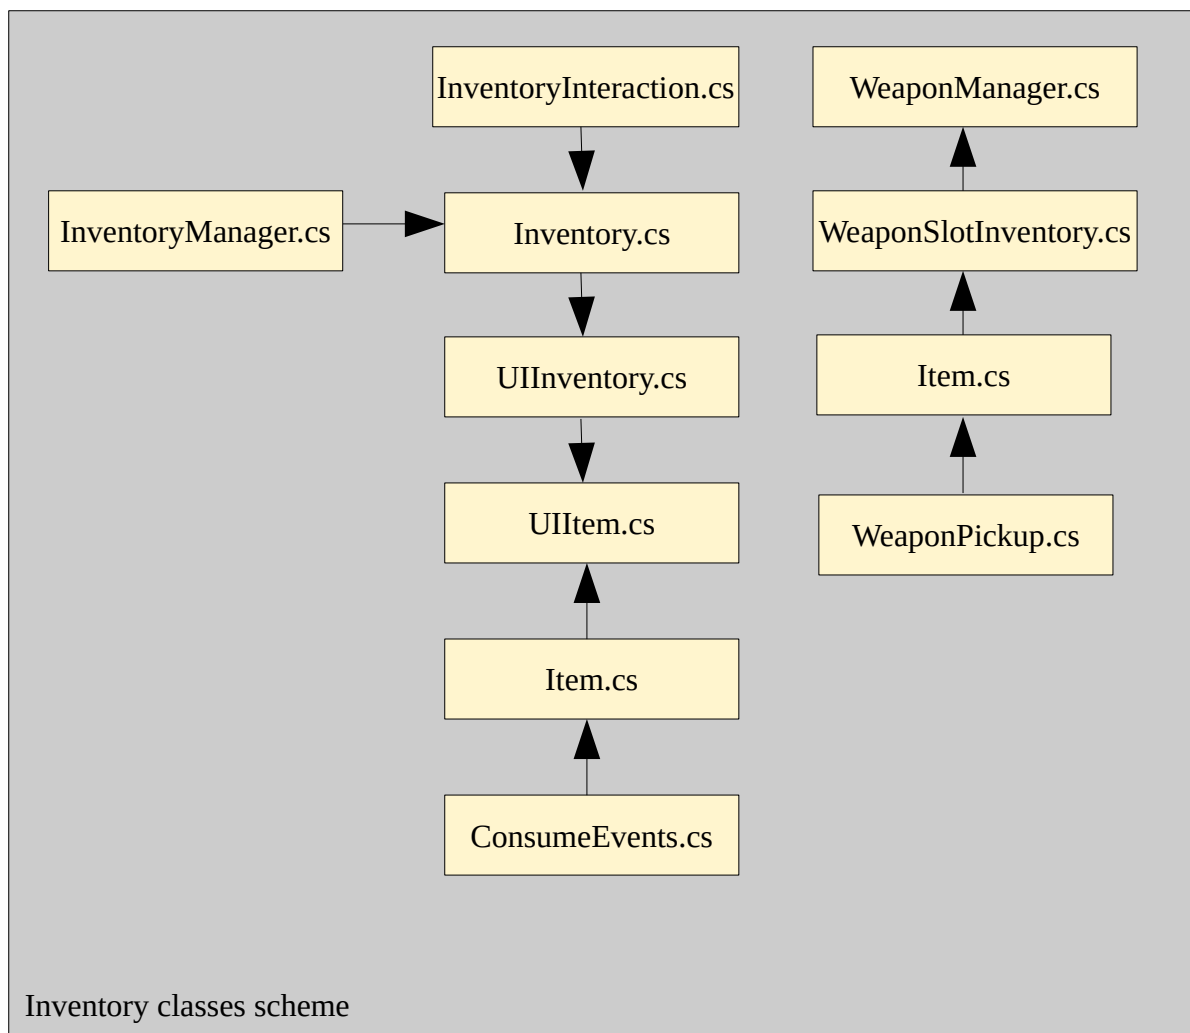 InventoryInteraction.cs
WeaponManager.cs
InventoryManager.cs
Inventory.cs
WeaponSlotInventory.cs
UIInventory.cs
Item.cs
UIItem.cs
WeaponPickup.cs
Item.cs
ConsumeEvents.cs
Inventory classes scheme